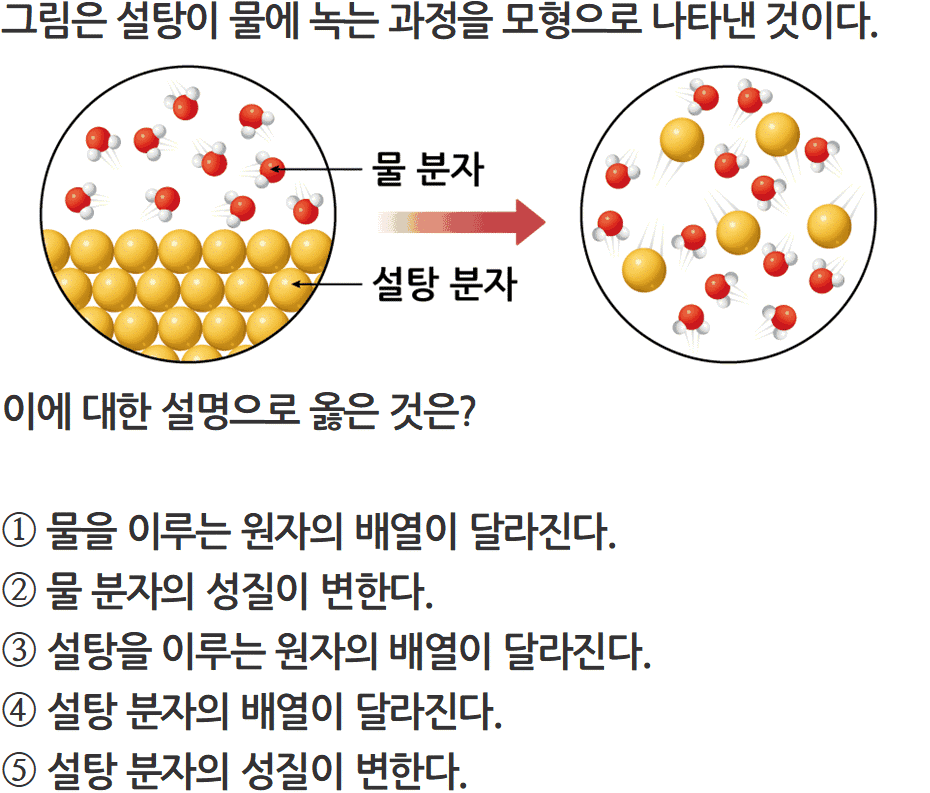 그림은 설탕이 물에 녹는 과정을 모형으로 나타낸 것이다.
물 분자
설탕 분자
이에 대한 설명으로 옳은 것은?
① 물을 이루는 원자의 배열이 달라진다.
② 물 분자의 성질이 변한다.
③ 설탕을 이루는 원자의 배열이 달라진다.
④ 설탕 분자의 배열이 달라진다.
⑤ 설탕 분자의 성질이 변한다.